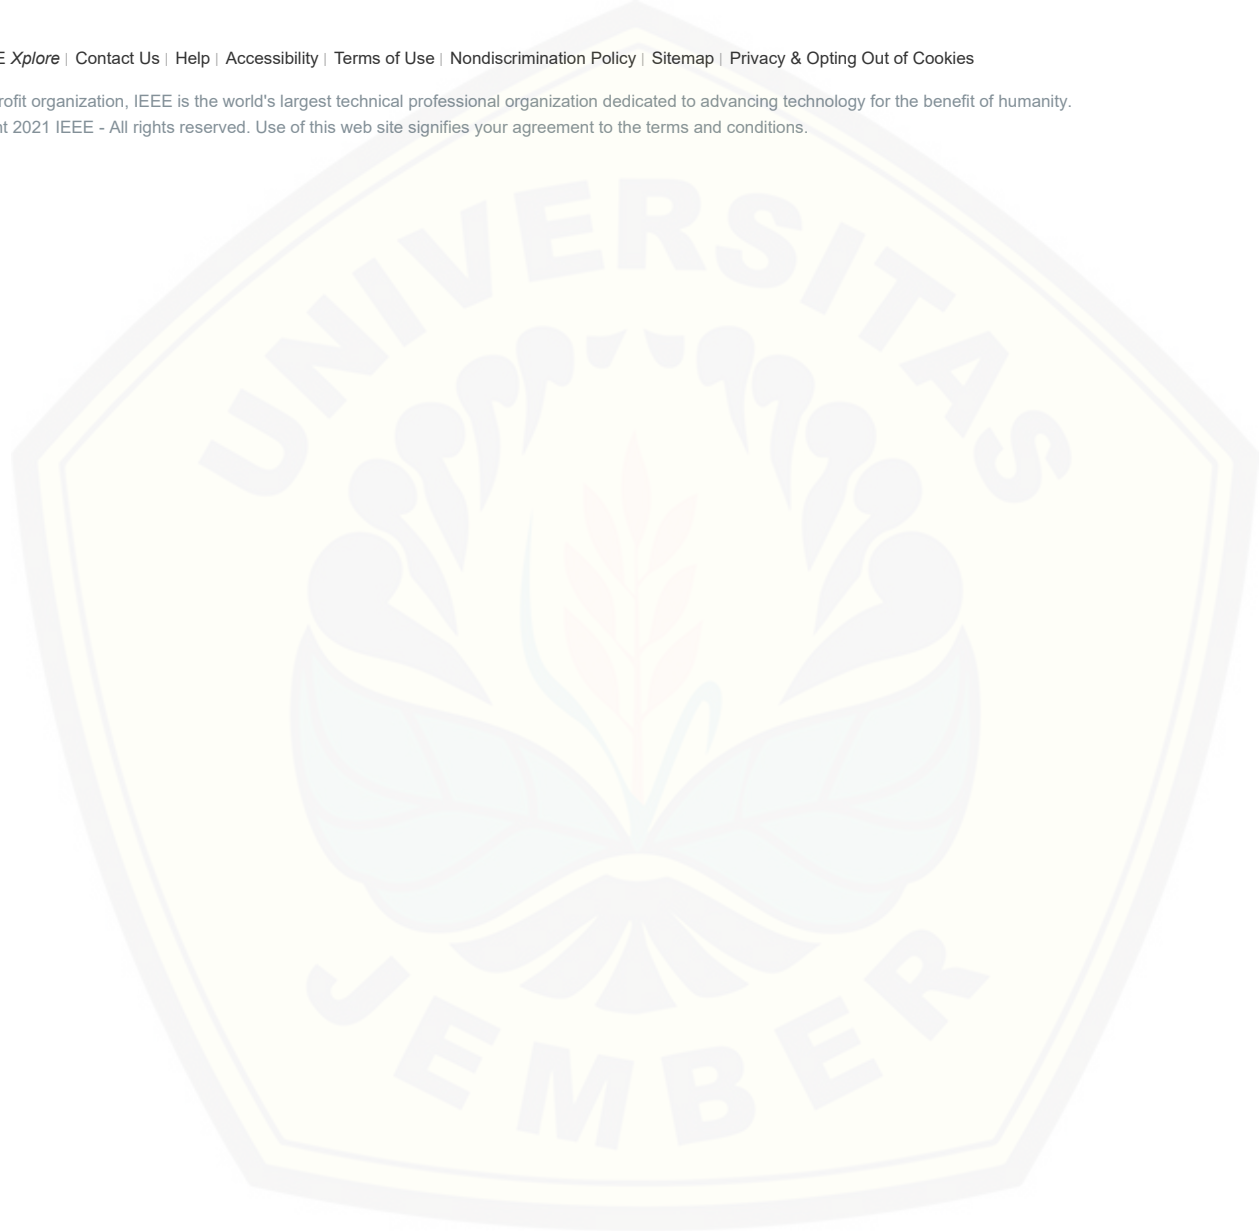 E Xplore | Contact Us | Help | Accessibility | Terms of Use | Nondiscrimination Policy | Sitemap | Privacy & Opting Out of Cookies
rofit organization, IEEE is the world's largest technical professional organization dedicated to advancing technology for the benefit of humanity.
nt 2021 IEEE - All rights reserved. Use of this web site signifies your agreement to the terms and conditions.
UNIVERSITAS
JEMBER